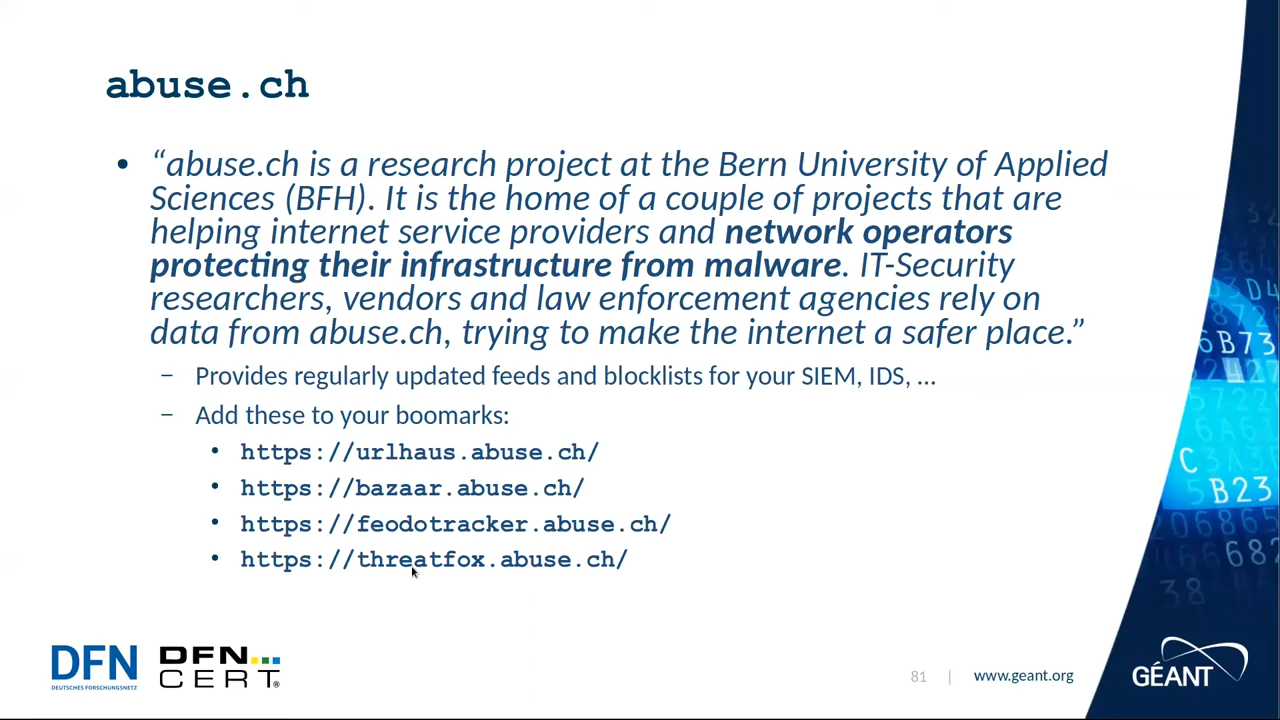 abuse.ch
• “abuse.ch is a research project at the Bern University of Applied
Sciences (BFH). It is the home of a couple of projects that are
helping internet service providers and network operators
protecting their infrastructure from malware. IT-Security
researchers, vendors and law enforcement agencies rely on
data from abuse.ch, trying to make the internet a safer place.”
– Provides regularly updated feeds and blocklists for your SIEM, IDS, ...
– Add these to your boomarks:
• https://urlhaus.abuse.ch/
• https://bazaar.abuse.ch/
• https://feodotracker.abuse.ch/
• https://threatfox.abuse.ch/
DFN
DEUTSCHES FORSCHUNGSNETZ
DFN
CERT®
81 | www.geant.org
GÉANT
6B73
C
B23